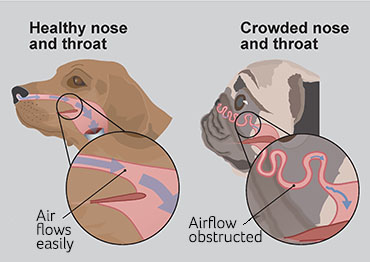 Healthy nose
and throat
Crowded nose
and throat
Air
flows
easily
Airflow
obstructed